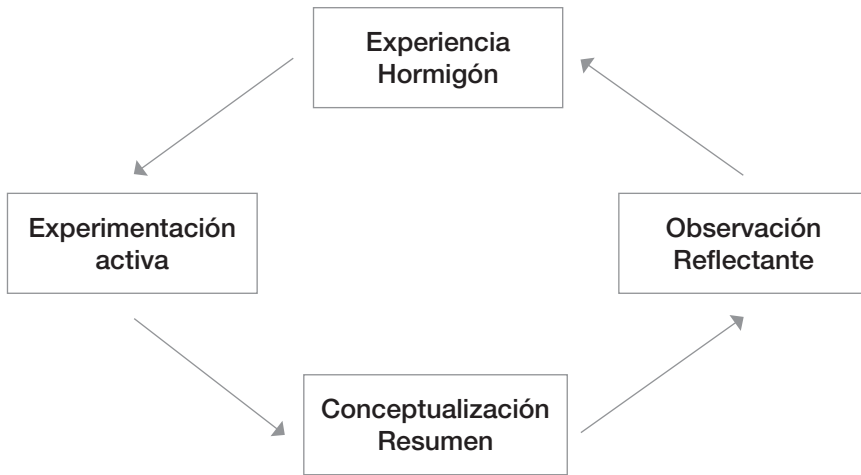 Experiencia
Hormigón
Experimentación
activa
Observación
Reflectante
Conceptualización
Resumen